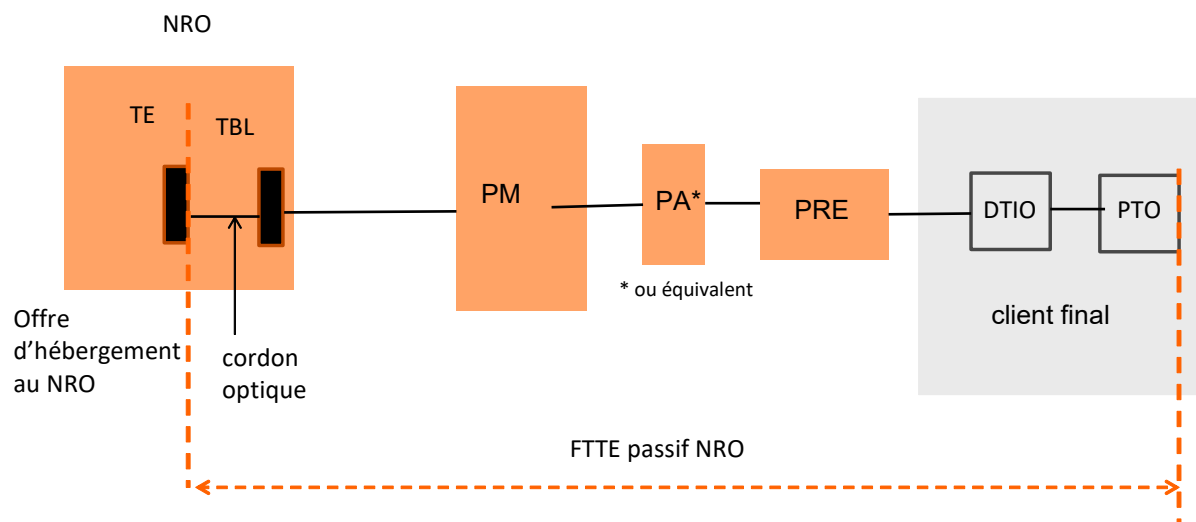 NRO
TE
TBL
PM
PA*
PRE
DTIO
PTO
* ou équivalent
client final
Offre
d’hébergement
au NRO
cordon
optique
FTTE passif NRO